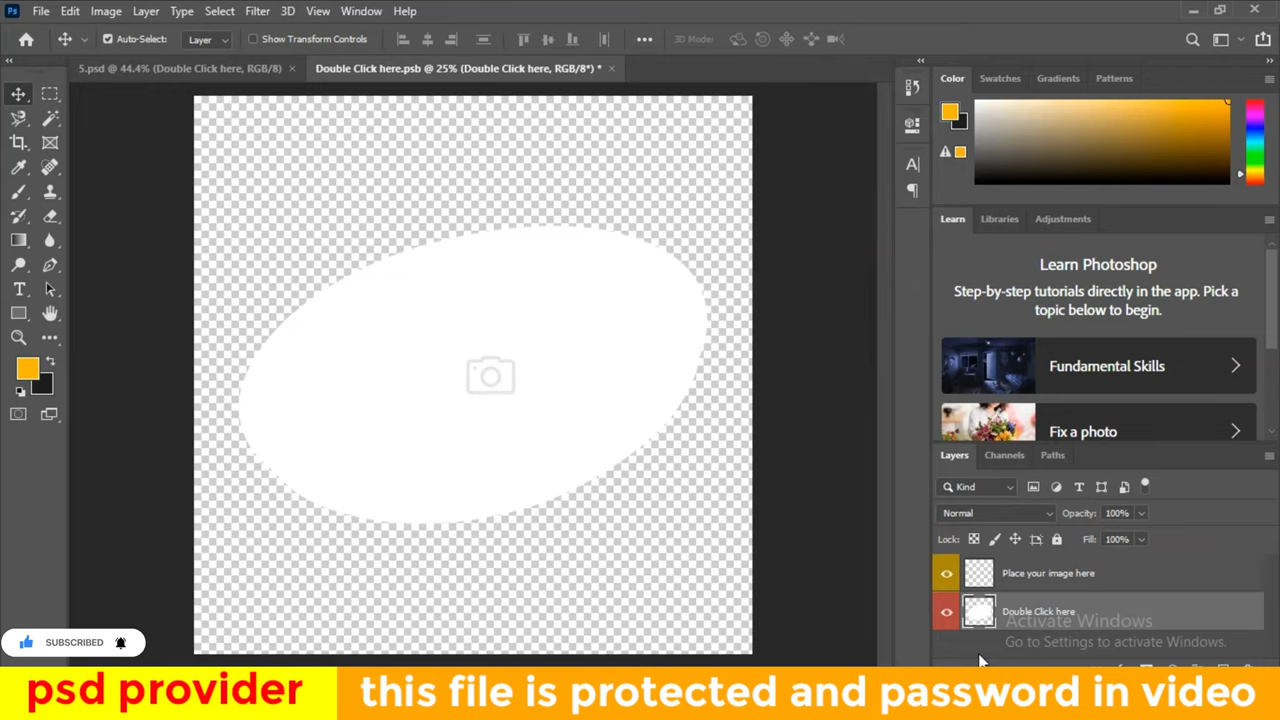 Ps File Edit Image Layer Type Select Filter 3D View Window Help
Auto-Select: Layer Show Transform Controls 3D Mode:
5.psd @ 44.4% (Double Click here, RGB/8) × Double Click here.psb @ 25% (Double Click here, RGB/8*) * ×
Color Swatches Gradients Patterns
Learn Libraries Adjustments
Learn Photoshop
Step-by-step tutorials directly in the app. Pick a
topic below to begin.
Fundamental Skills
Fix a photo
Layers Channels Paths
Kind
Normal Opacity: 100%
Lock: Fill: 100%
Place your image here
Double Click here
Activate Windows
Go to Settings to activate Windows.
SUBSCRIBED
psd provider this file is protected and password in video